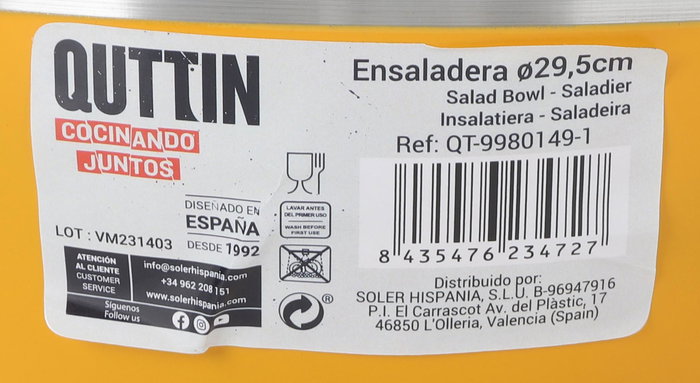 QUTTIN
COCINANDO
JUNTOS
DISEÑADO EN
ESPAÑA
DESDE 1992
LOT : VM231403
ATENCIÓN
AL CLIENTE
CUSTOMER
SERVICE
info@solerhispania.com
+34 962 208 151
www.solerhispania.com
Síguenos
Follow us
LAVAR ANTES
DEL PRIMER USO
WASH BEFORE
FIRST USE
®
Ensaladera ø29,5cm
Salad Bowl - Saladier
Insalatiera - Saladeira
Ref: QT-9980149-1
8 435476 234727
Distribuido por:
SOLER HISPANIA, S.L.U. B-96947916
P.I. El Carrascot Av. del Plàstic, 17
46850 L'Olleria, Valencia (Spain)